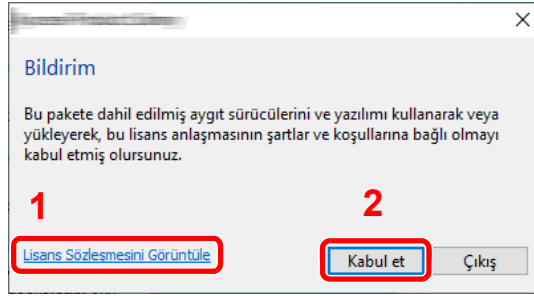 Bildirim
Bu pakete dahil edilmiş aygıt sürücülerini ve yazılımı kullanarak veya
yükleyerek, bu lisans anlaşmasının şartlar ve koşullarına bağlı olmayı
kabul etmiş olursunuz.
1
2
Lisans Sözleşmesini Görüntüle
Kabul et
Çıkış